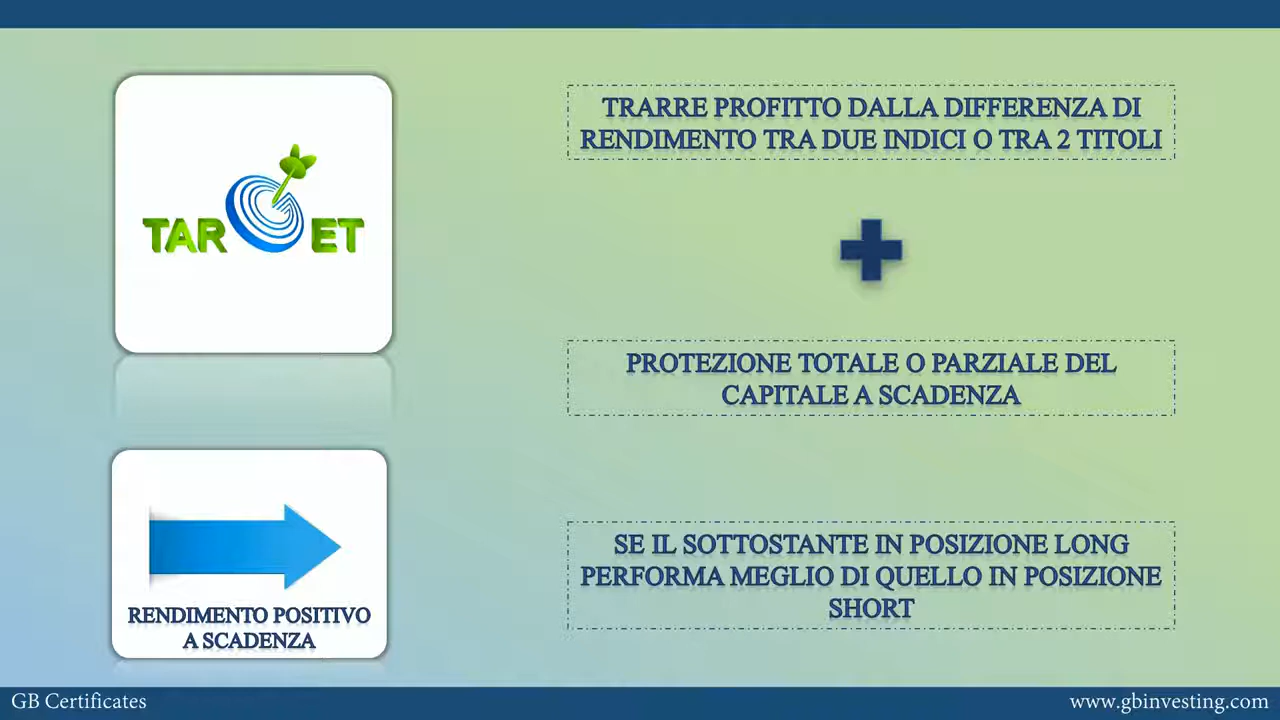 TARGET
TRARRE PROFITTO DALLA DIFFERENZA DI
RENDIMENTO TRA DUE INDICI O TRA 2 TITOLI
PROTEZIONE TOTALE O PARZIALE DEL
CAPITALE A SCADENZA
RENDIMENTO POSITIVO
A SCADENZA
SE IL SOTTOSTANTE IN POSIZIONE LONG
PERFORMA MEGLIO DI QUELLO IN POSIZIONE
SHORT
GB Certificates
www.gbinvesting.com